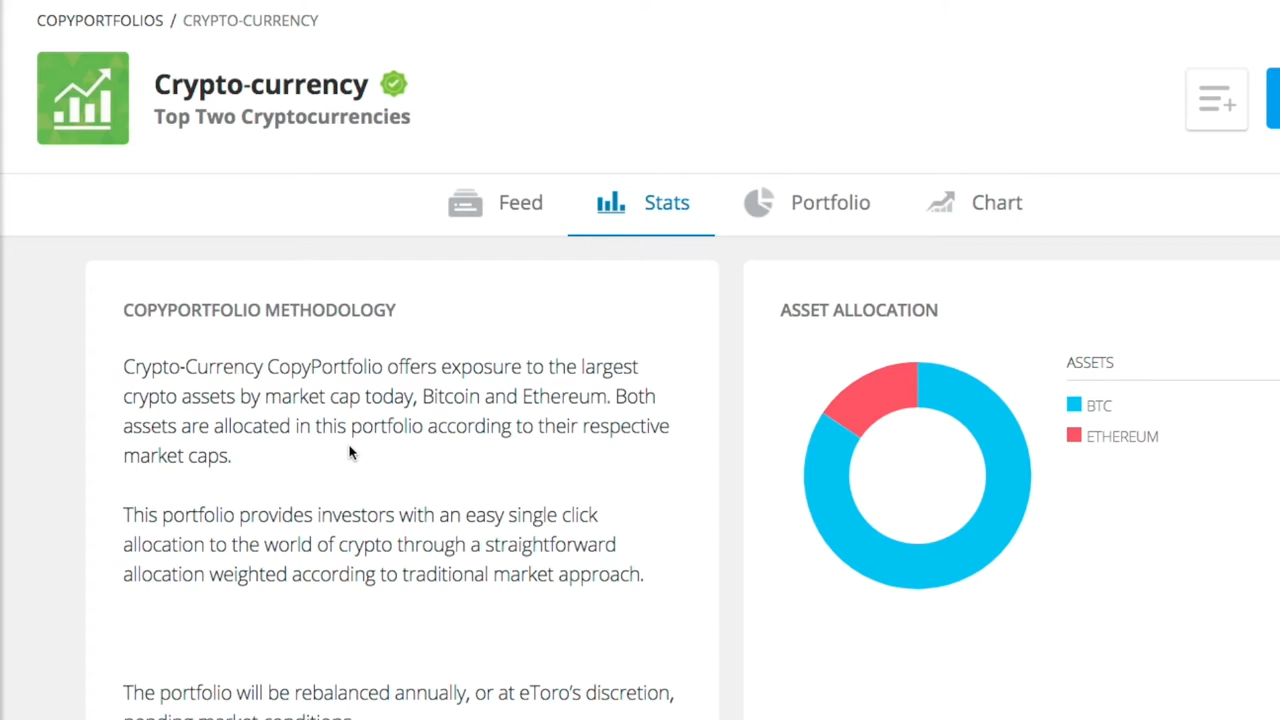 COPYPORTFOLIOS / CRYPTO-CURRENCY
Crypto-currency
Top Two Cryptocurrencies
Feed
Stats
Portfolio
Chart
COPYPORTFOLIO METHODOLOGY
Crypto-Currency CopyPortfolio offers exposure to the largest
crypto assets by market cap today, Bitcoin and Ethereum. Both
assets are allocated in this portfolio according to their respective
market caps.
This portfolio provides investors with an easy single click
allocation to the world of crypto through a straightforward
allocation weighted according to traditional market approach.
The portfolio will be rebalanced annually, or at eToro's discretion,
pending market conditions.
ASSET ALLOCATION
ASSETS
BTC
ETHEREUM